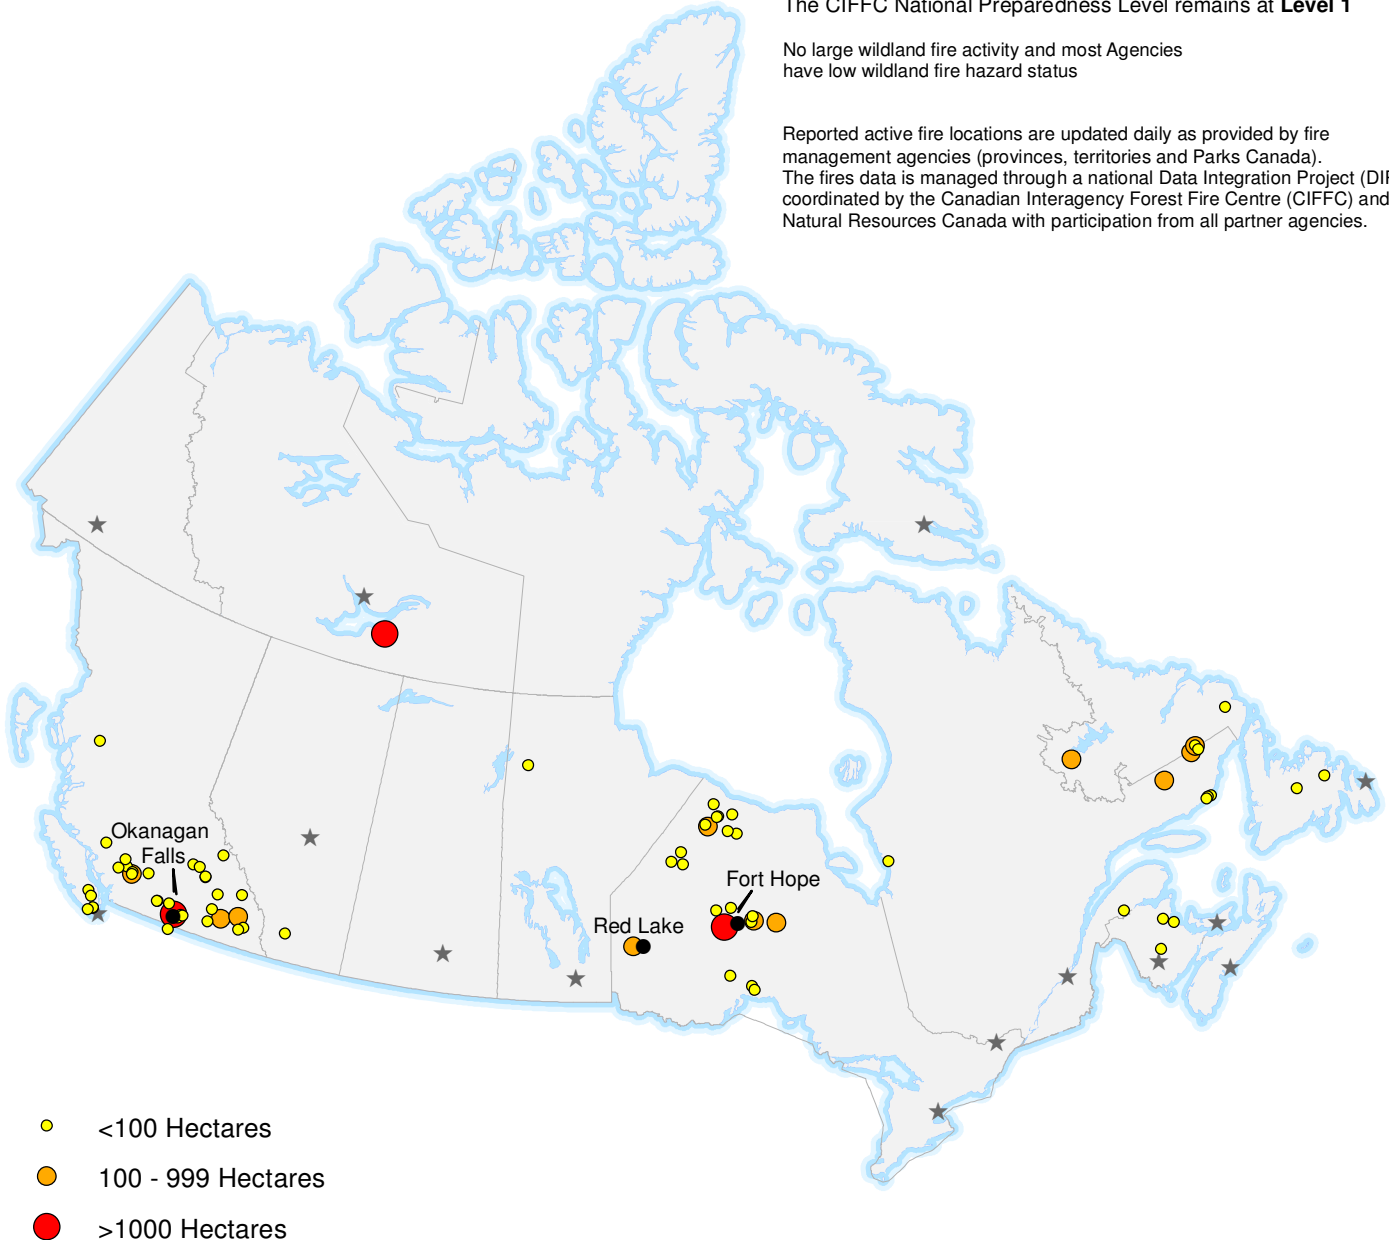 The CIFFC National Preparedness Level remains at Level 1
No large wildland fire activity and most Agencies
have low wildland fire hazard status
Reported active fire locations are updated daily as provided by fire
management agencies (provinces, territories and Parks Canada).
The fires data is managed through a national Data Integration Project
coordinated by the Canadian Interagency Forest Fire Centre (CIFFC) and
Natural Resources Canada with participation from all partner agencies.
Okanagan
Falls
Fort Hope
Red Lake
<100 Hectares
100 - 999 Hectares
>1000 Hectares